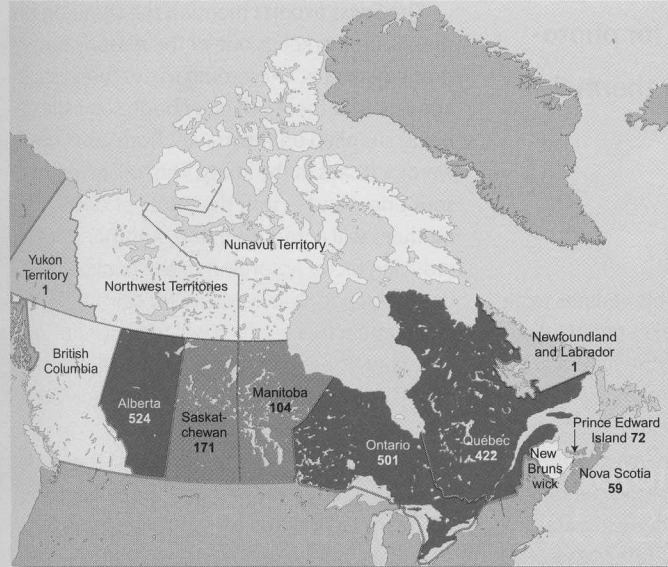 Nunavut Territory
Yukon
Territory
1
Northwest Territories
British
Columbia
Newfoundland
and Labrador
1
Alberta
524
Manitoba
104
Saskat-
chewan
171
Ontario
501
Québec
422
Prince Edward
Island 72
New
Bruns
wick
Nova Scotia
59